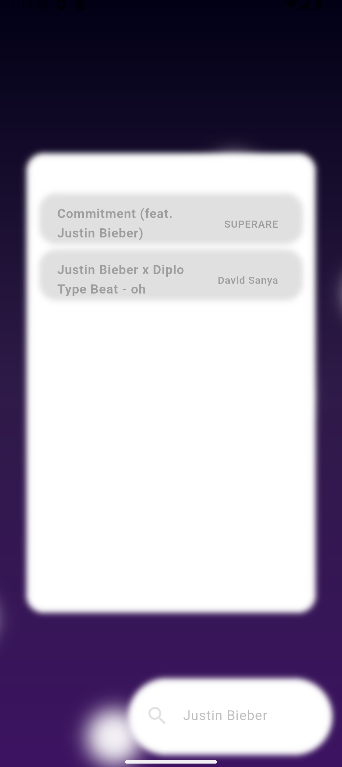 Commitment (feat.
Justin Bieber)
SUPERARE
Justin Bieber x Diplo
Type Beat - oh
David Sanya
Justin Bieber